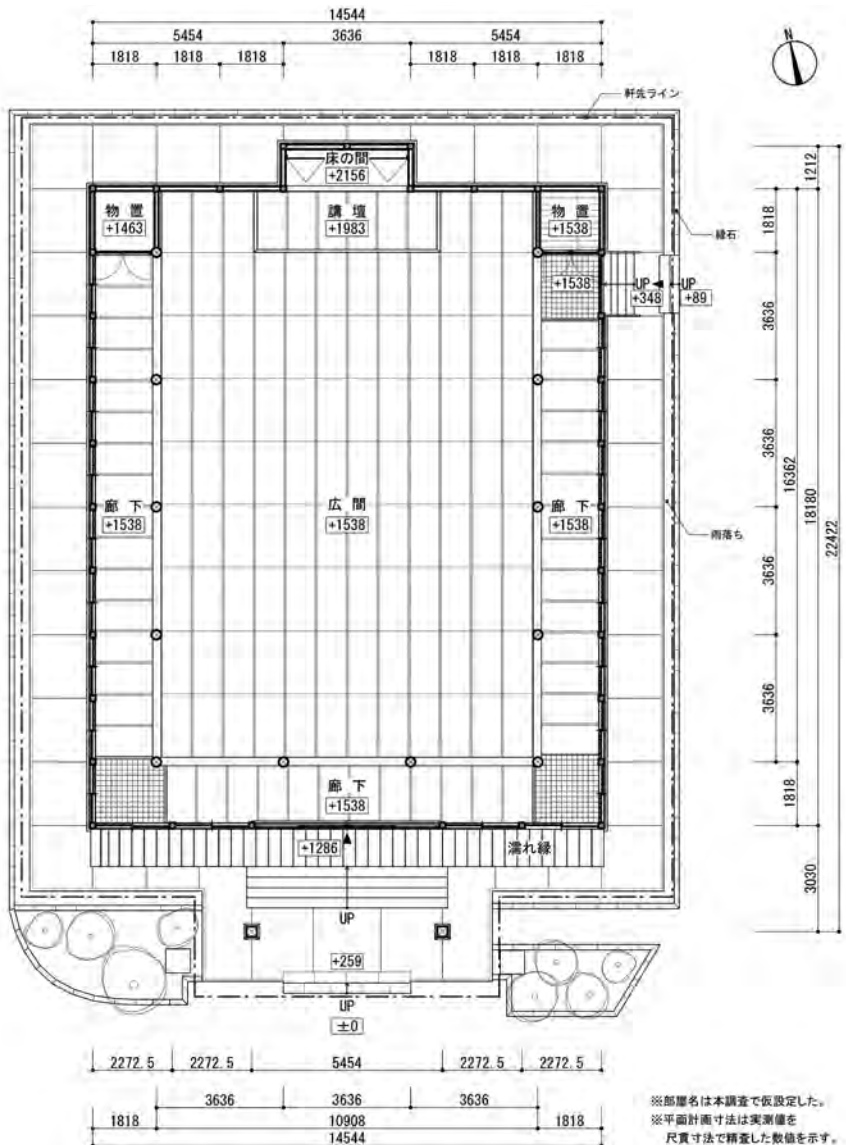 14544
5454 3636 5454
1818 1818 1818 1818 1818 1818
N
軒先ライン
床の間
+2156
1212
物置
+1463
講壇
+1983
物置
+1538
1818
縁石
+1538
UP
+348
UP
+89
3636
3636
16362
18180
22422
廊下
+1538
広間
+1538
廊下
+1538
雨落ち
3636
3636
廊下
+1538
1818
+1286
濡れ縁
3030
UP
+259
UP
±0
2272.5 2272.5 5454 2272.5 2272.5
3636 3636 3636
1818 10908 1818
14544
※部屋名は本調査で仮設定した。
※平面計画寸法は実測値を
尺貫寸法で精査した数値を示す。